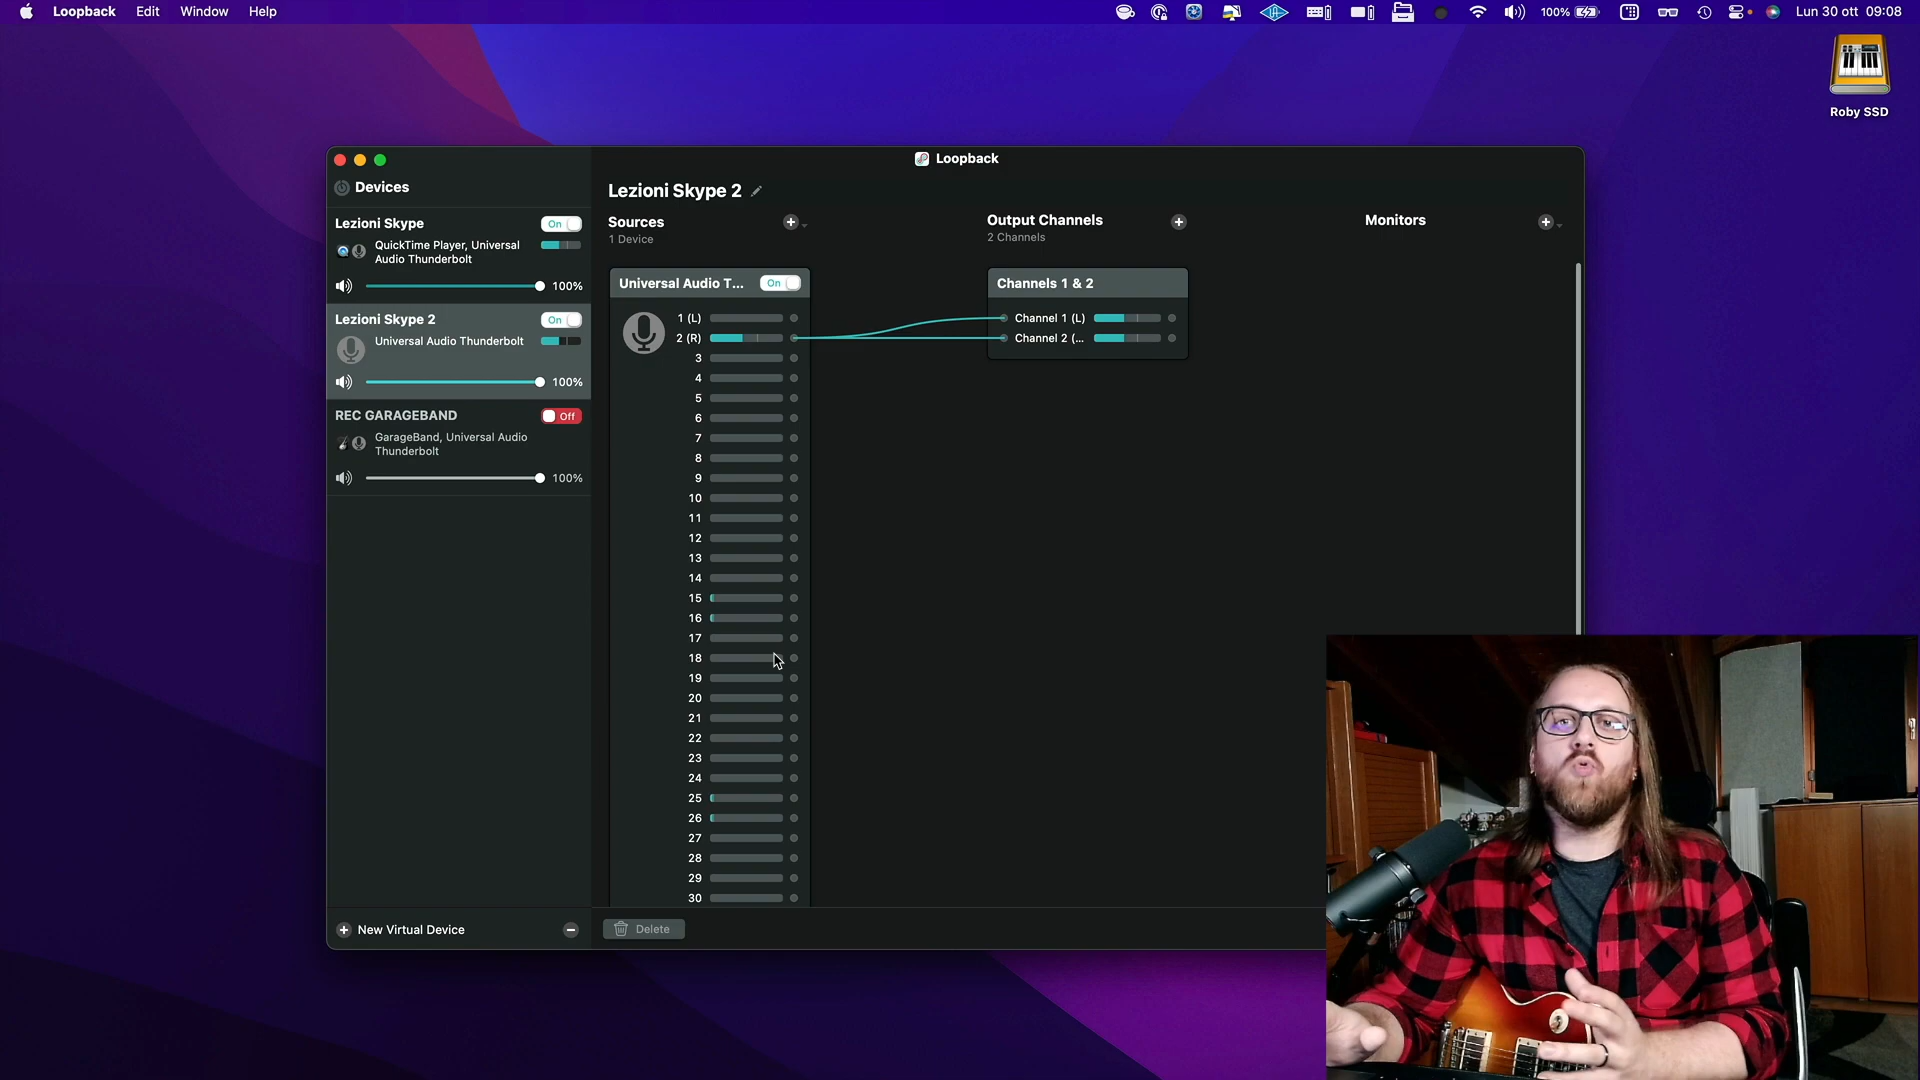 Loopback Edit Window Help
100% Lun 30 ott 09:08
Roby SSD
Loopback
Devices
Lezioni Skype On
QuickTime Player, Universal
Audio Thunderbolt
100%
Lezioni Skype 2 On
Universal Audio Thunderbolt
100%
REC GARAGEBAND Off
GarageBand, Universal Audio
Thunderbolt
100%
New Virtual Device
Lezioni Skype 2
Sources
1 Device
Universal Audio T... On
1 (L)
2 (R)
3
4
5
6
7
8
9
10
11
12
13
14
15
16
17
18
19
20
21
22
23
24
25
26
27
28
29
30
Delete
Output Channels
2 Channels
Channels 1 & 2
Channel 1 (L)
Channel 2 (...
Monitors